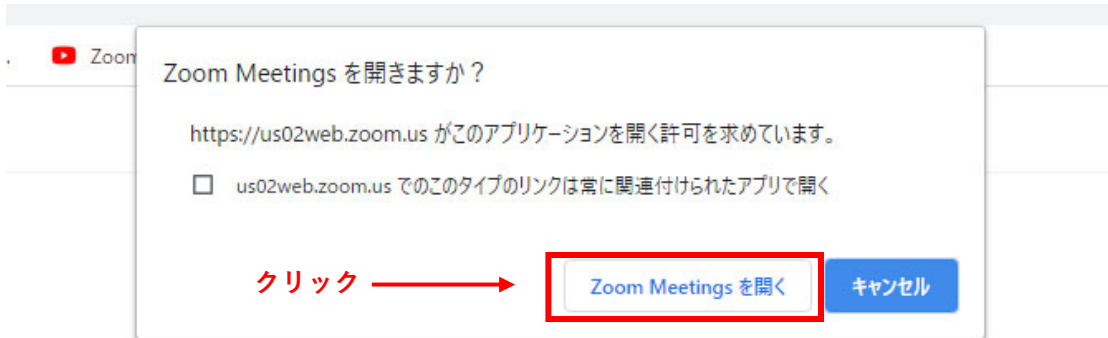 Zoom
Zoom Meetings を開きますか？
https://us02web.zoom.us がこのアプリケーションを開く許可を求めています。
us02web.zoom.us でのこのタイプのリンクは常に関連付けられたアプリで開く
クリック
Zoom Meetings を開く
キャンセル